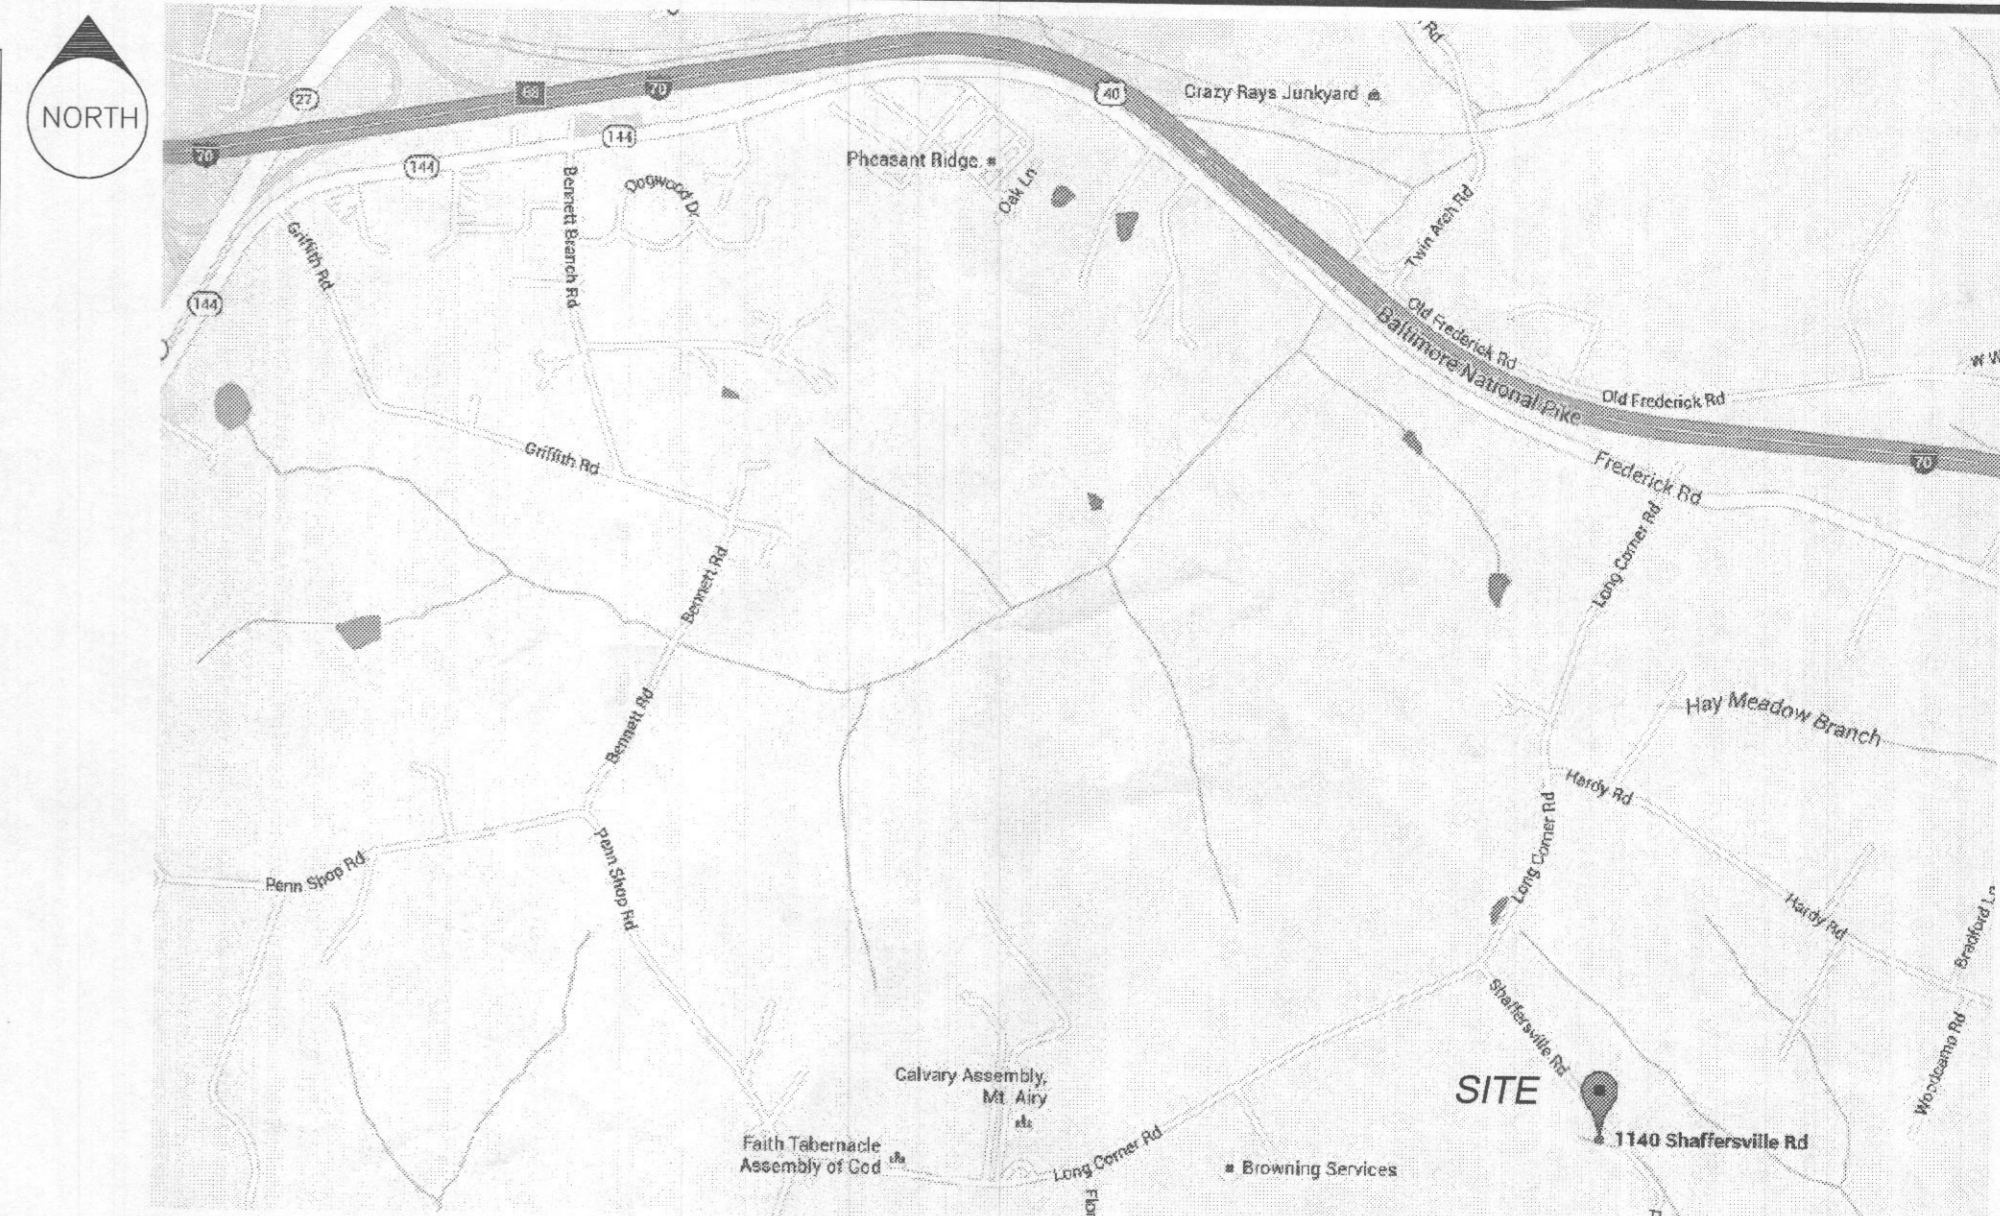 NORTH
27
68
70
40
Crazy Rays Junkyard
Rd
144
144
70
Pheasant Ridge
Oak Ln
Dogwood Dr
Bennett Branch Rd
Twin Arch Rd
Griffith Rd
144
Old Frederick Rd
Baltimore National Pike
Old Frederick Rd
Griffith Rd
Frederick Rd
70
Long Corner Rd
Bennett Rd
Bennett Rd
Hay Meadow Branch
Hardy Rd
Long Corner Rd
Penn Shop Rd
Penn Shop Rd
Hardy Rd
Bradford Ln
Shaffersville Rd
Woodcamp Rd
Calvary Assembly,
Mt. Airy
SITE
1140 Shaffersville Rd
Faith Tabernacle
Assembly of God
Long Corner Rd
Browning Services